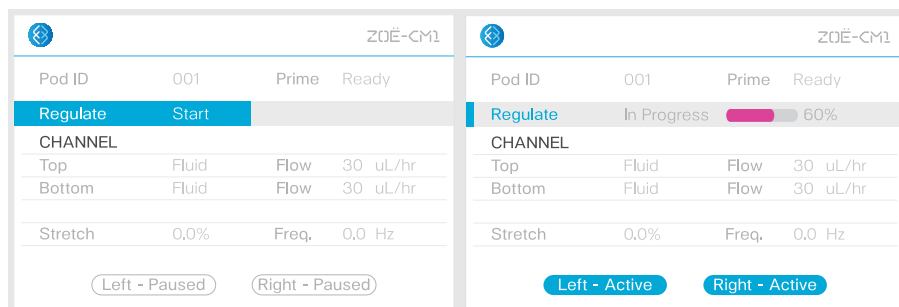 ZOË-CM1
Pod ID 001 Prime Ready
Regulate Start
CHANNEL
Top Fluid Flow 30 uL/hr
Bottom Fluid Flow 30 uL/hr
Stretch 0.0% Freq. 0.0 Hz
Left - Paused Right - Paused
ZOË-CM1
Pod ID 001 Prime Ready
Regulate In Progress 60%
CHANNEL
Top Fluid Flow 30 uL/hr
Bottom Fluid Flow 30 uL/hr
Stretch 0.0% Freq. 0.0 Hz
Left - Active Right - Active